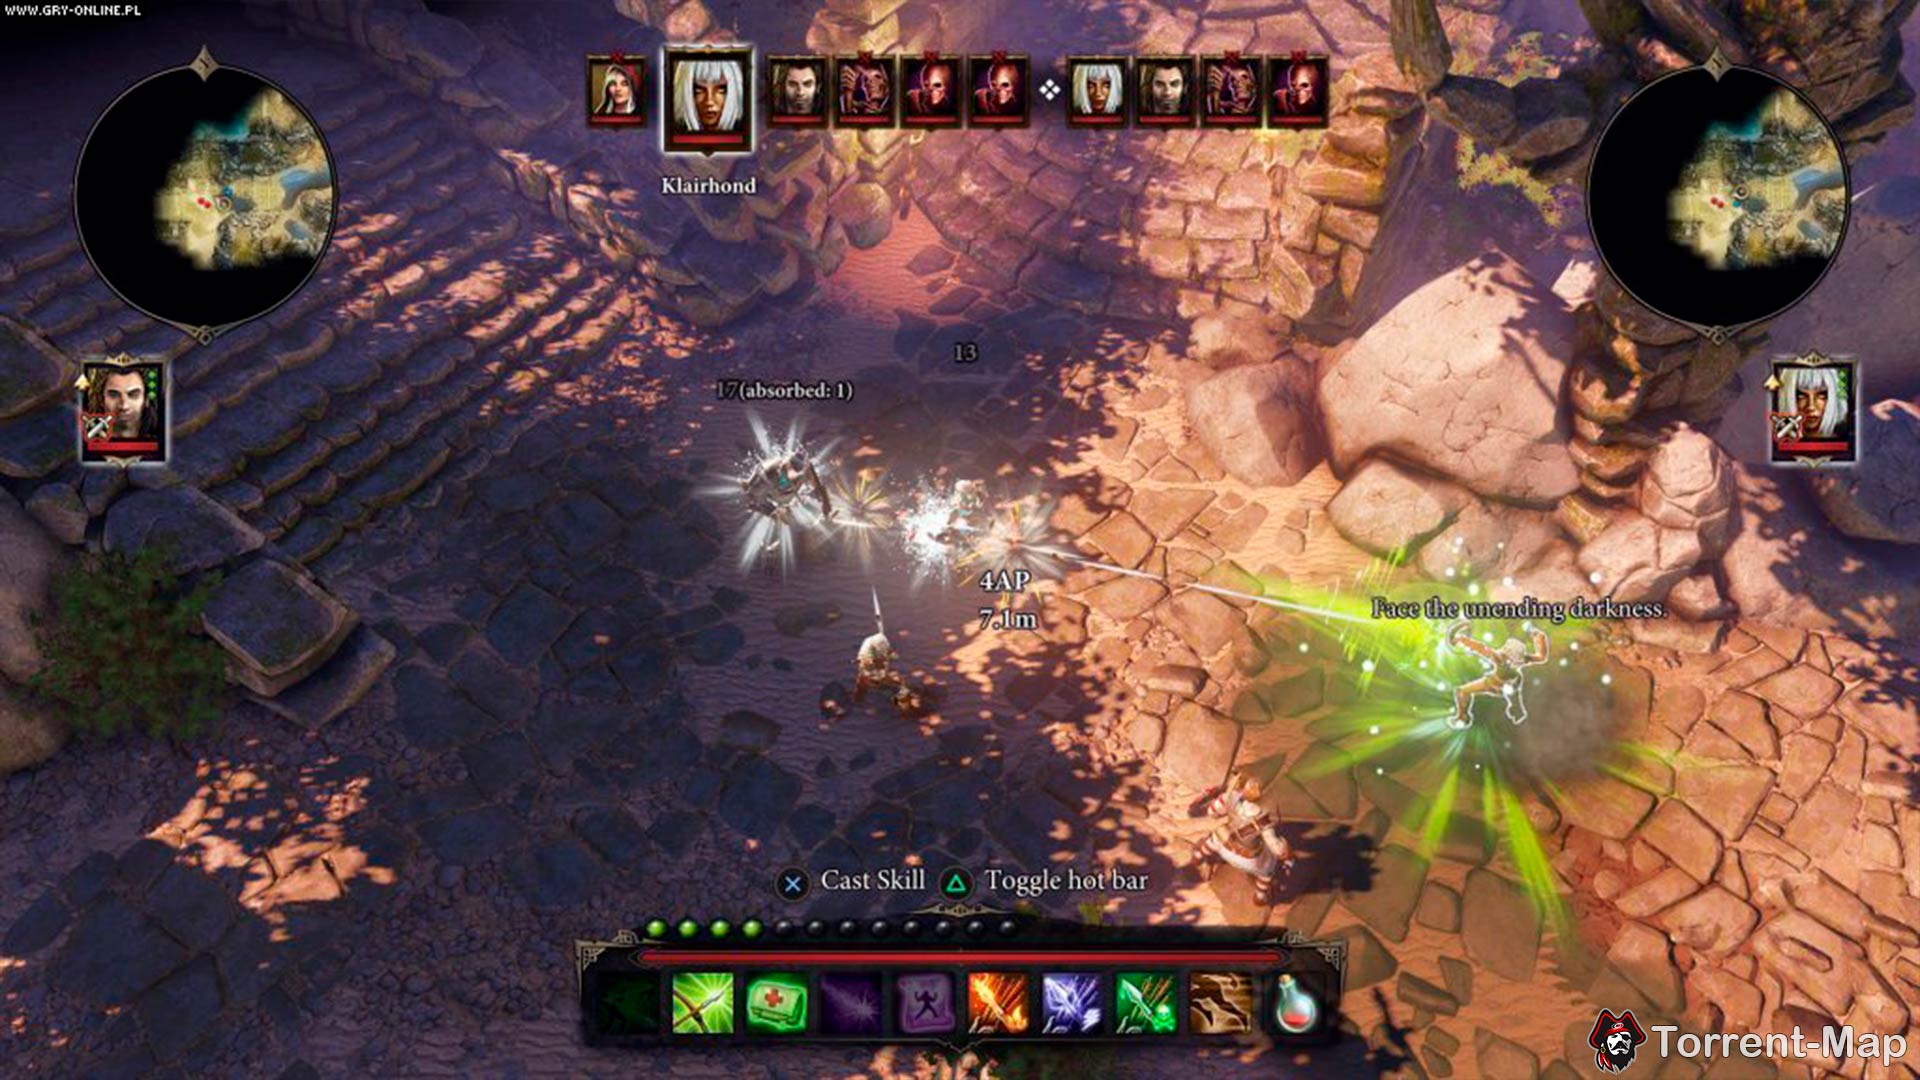 WWW.GRY-ONLINE.PL
Klairhond
13
17(absorbed: 1)
4AP
7.1m
Face the unending darkness.
Cast Skill
Toggle hot bar
Torrent-Map